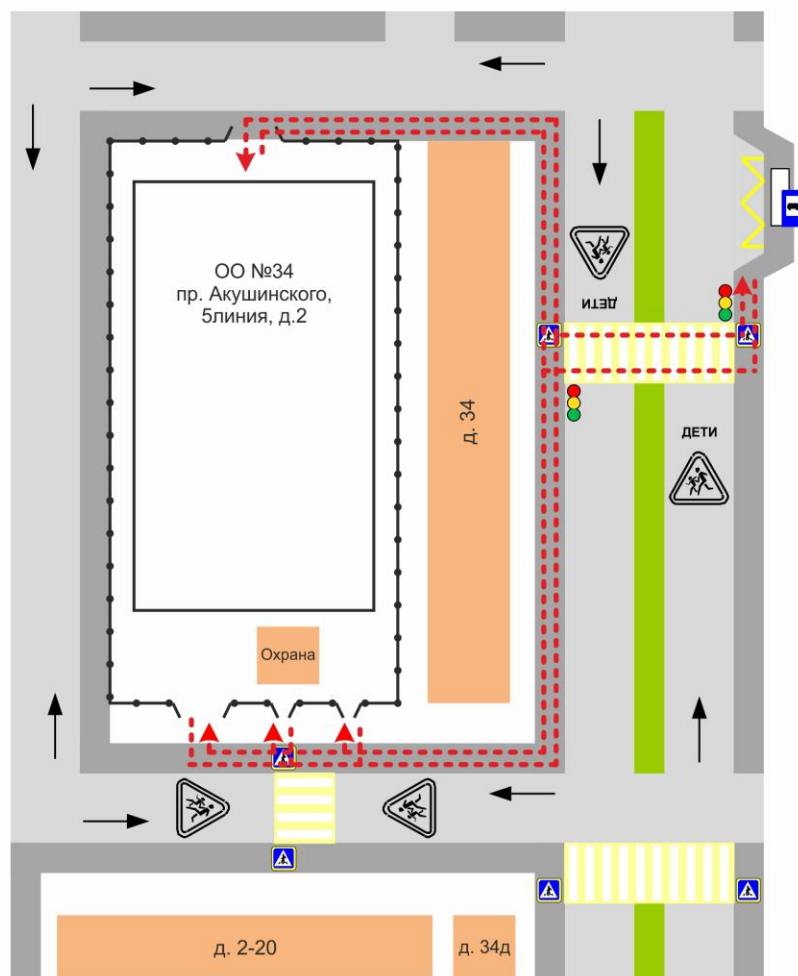 ОО №34
пр. Акушинского,
5линия, д.2
ДЕТИ
д. 34
ДЕТИ
Охрана
д. 2-20
д. 34д